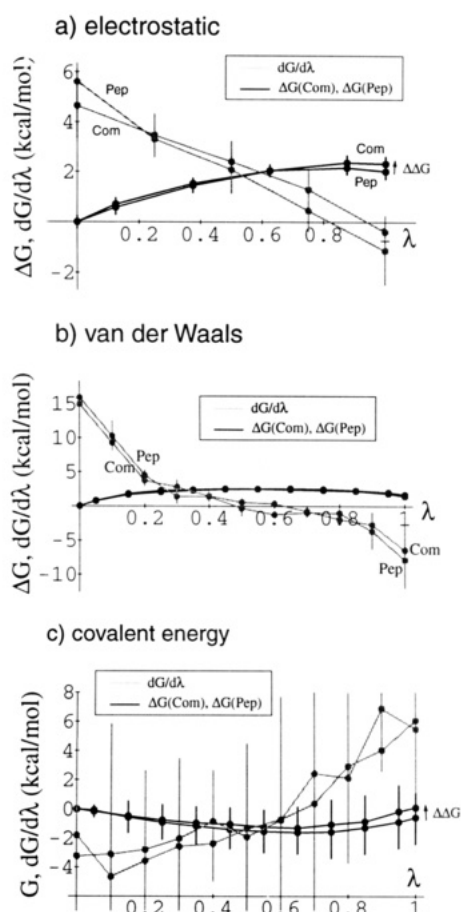 a) electrostatic
ΔG, dG/dλ (kcal/mol)
6
4
2
-2
dG/dλ
ΔG(Com), ΔG(Pep)
Pep
Com
Com
Pep
ΔΔG
0.2 0.4 0.6 0.8
λ
b) van der Waals
ΔG, dG/dλ (kcal/mol)
15
10
5
-5
-10
dG/dλ
ΔG(Com), ΔG(Pep)
Pep
Com
0.2 0.4 0.6 0.8 1
λ
Com
Pep
c) covalent energy
G, dG/dλ (kcal/mol)
8
6
4
2
0
-2
-4
dG/dλ
ΔG(Com), ΔG(Pep)
ΔΔG
λ
0.2 0.4 0.6 0.8 1